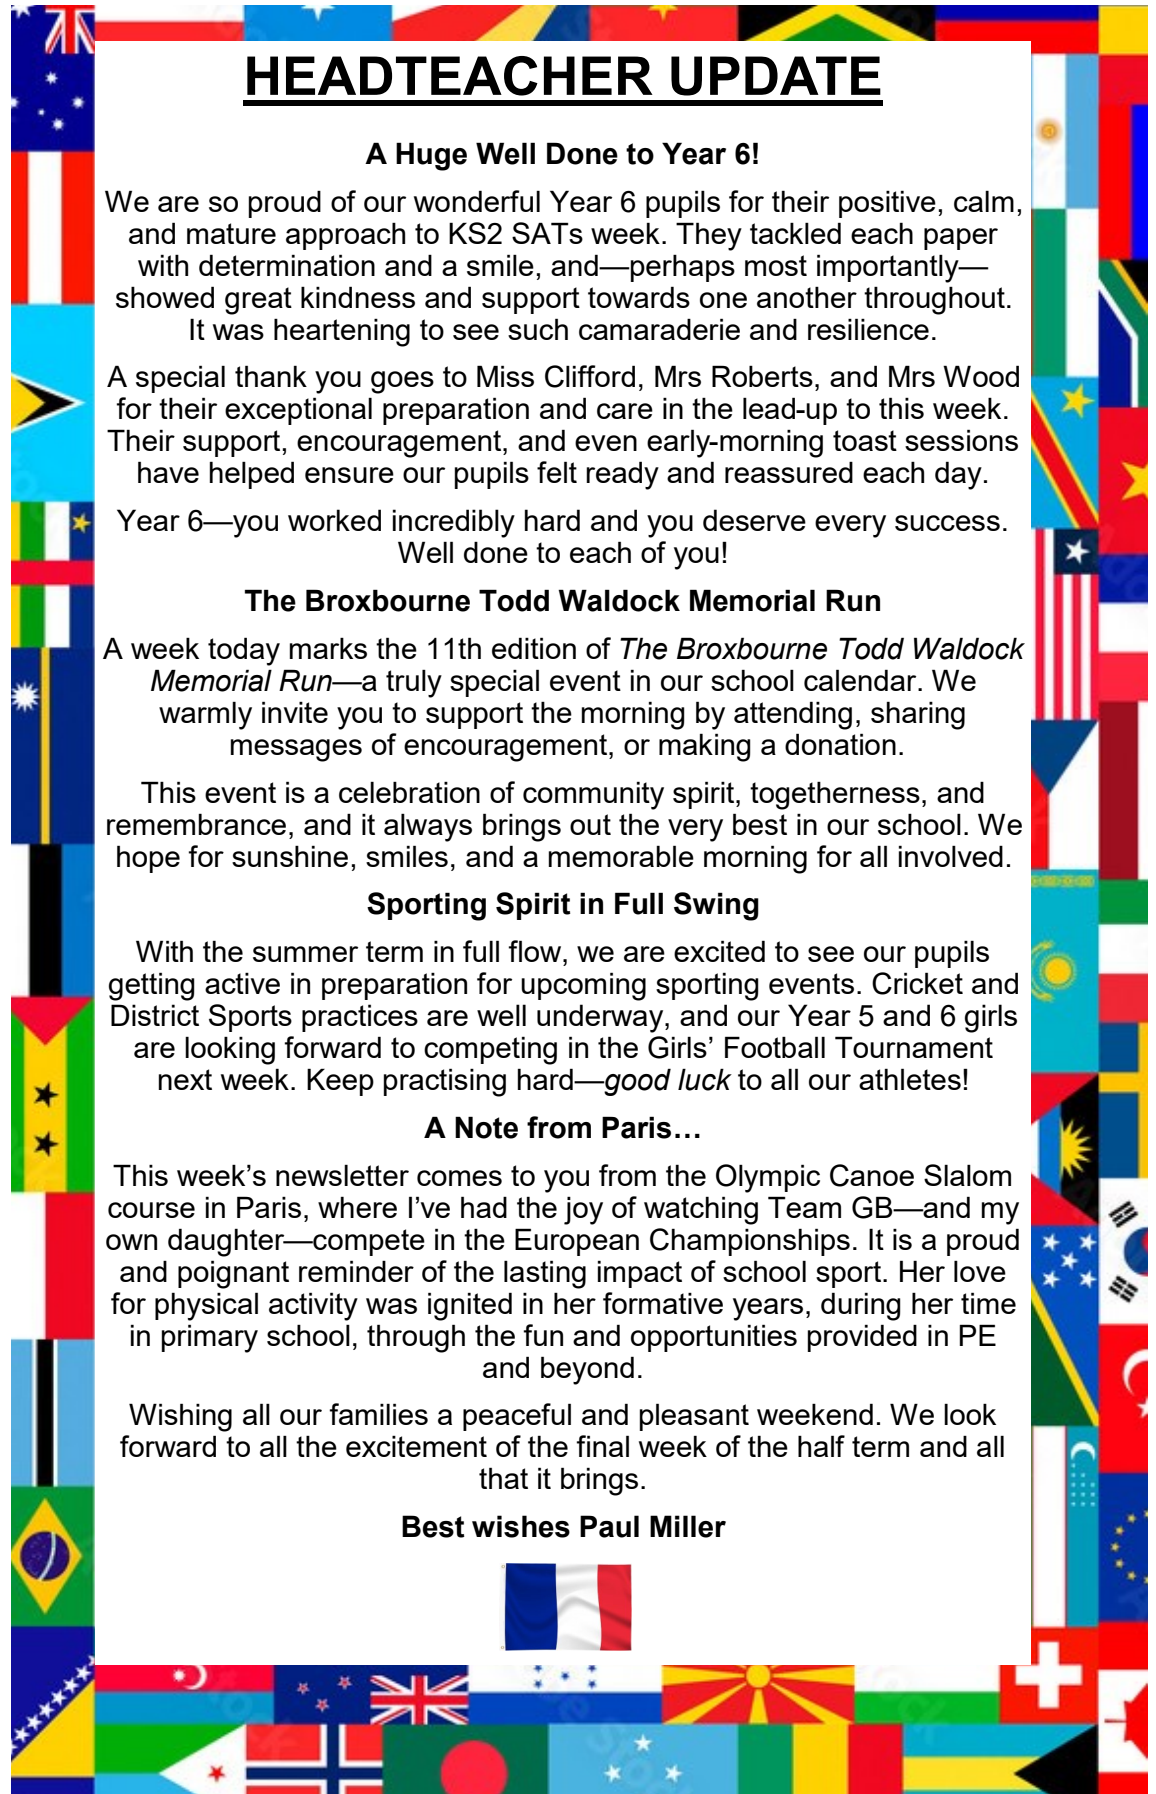 HEADTEACHER UPDATE
A Huge Well Done to Year 6!
We are so proud of our wonderful Year 6 pupils for their positive, calm,
and mature approach to KS2 SATs week. They tackled each paper
with determination and a smile, and—perhaps most importantly—
showed great kindness and support towards one another throughout.
It was heartening to see such camaraderie and resilience.
A special thank you goes to Miss Clifford, Mrs Roberts, and Mrs Wood
for their exceptional preparation and care in the lead-up to this week.
Their support, encouragement, and even early-morning toast sessions
have helped ensure our pupils felt ready and reassured each day.
Year 6—you worked incredibly hard and you deserve every success.
Well done to each of you!
The Broxbourne Todd Waldock Memorial Run
A week today marks the 11th edition of The Broxbourne Todd Waldock
Memorial Run—a truly special event in our school calendar. We
warmly invite you to support the morning by attending, sharing
messages of encouragement, or making a donation.
This event is a celebration of community spirit, togetherness, and
remembrance, and it always brings out the very best in our school. We
hope for sunshine, smiles, and a memorable morning for all involved.
Sporting Spirit in Full Swing
With the summer term in full flow, we are excited to see our pupils
getting active in preparation for upcoming sporting events. Cricket and
District Sports practices are well underway, and our Year 5 and 6 girls
are looking forward to competing in the Girls’ Football Tournament
next week. Keep practising hard—good luck to all our athletes!
A Note from Paris…
This week’s newsletter comes to you from the Olympic Canoe Slalom
course in Paris, where I’ve had the joy of watching Team GB—and my
own daughter—compete in the European Championships. It is a proud
and poignant reminder of the lasting impact of school sport. Her love
for physical activity was ignited in her formative years, during her time
in primary school, through the fun and opportunities provided in PE
and beyond.
Wishing all our families a peaceful and pleasant weekend. We look
forward to all the excitement of the final week of the half term and all
that it brings.
Best wishes Paul Miller